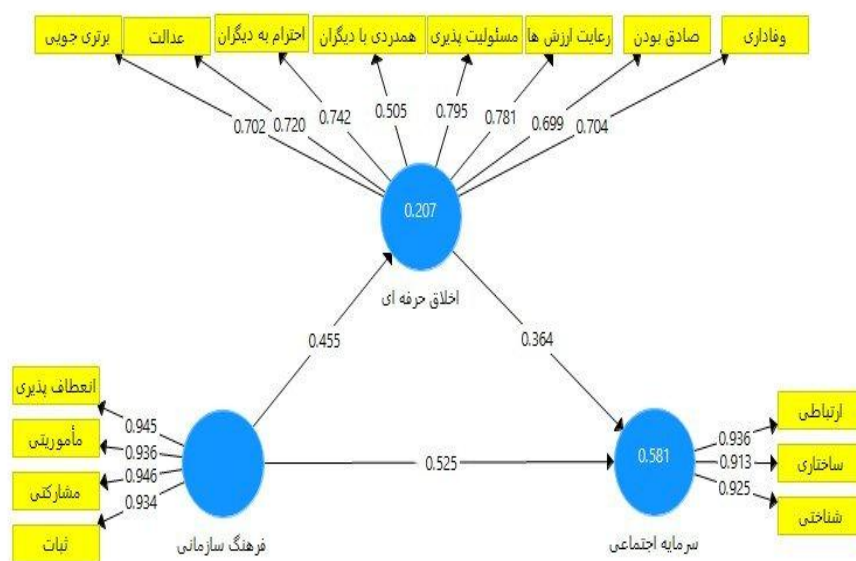 برتری جویی
عدالت
احترام به دیگران
همدردی با دیگران
مسئولیت پذیری
رعایت ارزش ها
صادق بودن
وفاداری
0.702
0.720
0.742
0.505
0.795
0.781
0.699
0.704
0.207
اخلاق حرفه ای
0.455
0.364
انعطاف پذیری
مأموریتی
مشارکتی
ثبات
0.945
0.936
0.946
0.934
فرهنگ سازمانی
0.525
0.581
سرمایه اجتماعی
0.936
0.913
0.925
ارتباطی
ساختاری
شناختی